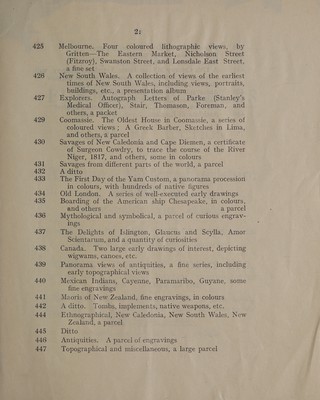 21
425 Melbourne. Four coloured lithographic views, by
Gritten—The Eastern Market, Nicholson Street
(Fitzroy), Swanston Street, and Lonsdale East Street,
a fine set
426 New South Wales. A collection of views of the earliest
times of New South Wales, including views, portraits,
buildings, etc., a presentation album
427 Explorers. Autograph Letters of Parke (Stanley's
Medical Officer), Stair, Thomason, Foreman, and
others, a packet
429 Coomassie. The Oldest House in Coomassie, a series of
coloured views; A Greek Barber, Sketches in Lima,
and others, a parcel
430 Savages of New Caledonia and Cape Diemen, a certificate
of Surgeon Cowdry, to trace the course of the River
Niger, 1817, and others, some in colours
431 Savages from different parts of the world, a parcel
432 A ditto
433 The First Day of the Yam Custom, a panorama procession
in colours, with hundreds of native figures
434 Old London. A series of well-executed early drawings
435 Boarding of the American ship Chesapeake, in colours,
and others a parcel
436 Mythological and symbolical, a parcel of curious engrav-
ings
437 The Delights of Islington, Glaucus and Scylla, Amor
Scientarum, and a quantity of curiosities
438 Canada. Two large early drawings of interest, depicting
wigwams, canoes, etc.
439 Panorama views of antiquities, a fine series, including
early topographical views
440 Mexican Indians, Cayenne, Paramaribo, Guyane, some
fine engravings
441 Maoris of New Zealand, fine engravings, in colours
442 A ditto. Tombs, implements, native weapons, etc.
444 Ethnographical, New Caledonia, New South Wales, New
Zealand, a parcel
445 Ditto
446 Antiquities. A parcel of engravings
447 Topographical and miscellaneous, a large parcel